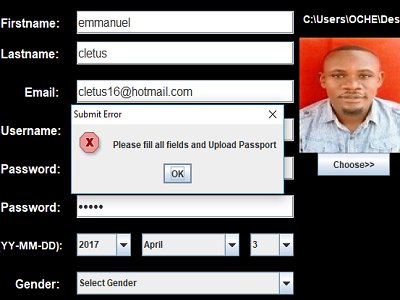 Firstname: emmanuel
C:\Users\OCHE\Des
Lastname: cletus
Email: cletus16@hotmail.com
Submit Error
Username:
X
Please fill all fields and Upload Passport
Password:
OK
Choose>>
Password: •••••
YY-MM-DD): 2017 April 3
Gender: Select Gender